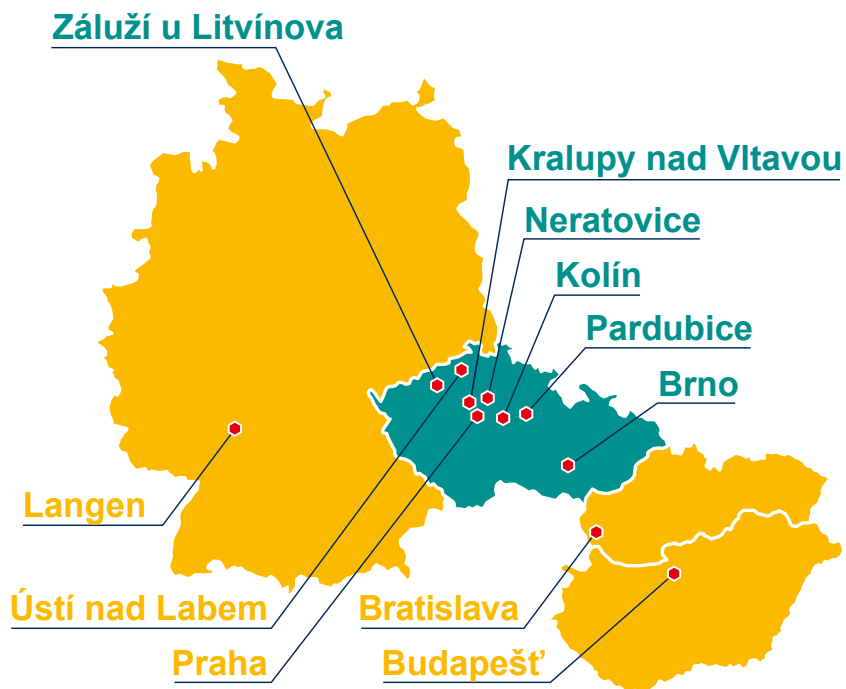 Záluží u Litvínova
Kralupy nad Vltavou
Neratovice
Kolín
Pardubice
Brno
Langen
Ústí nad Labem
Bratislava
Praha
Budapešť